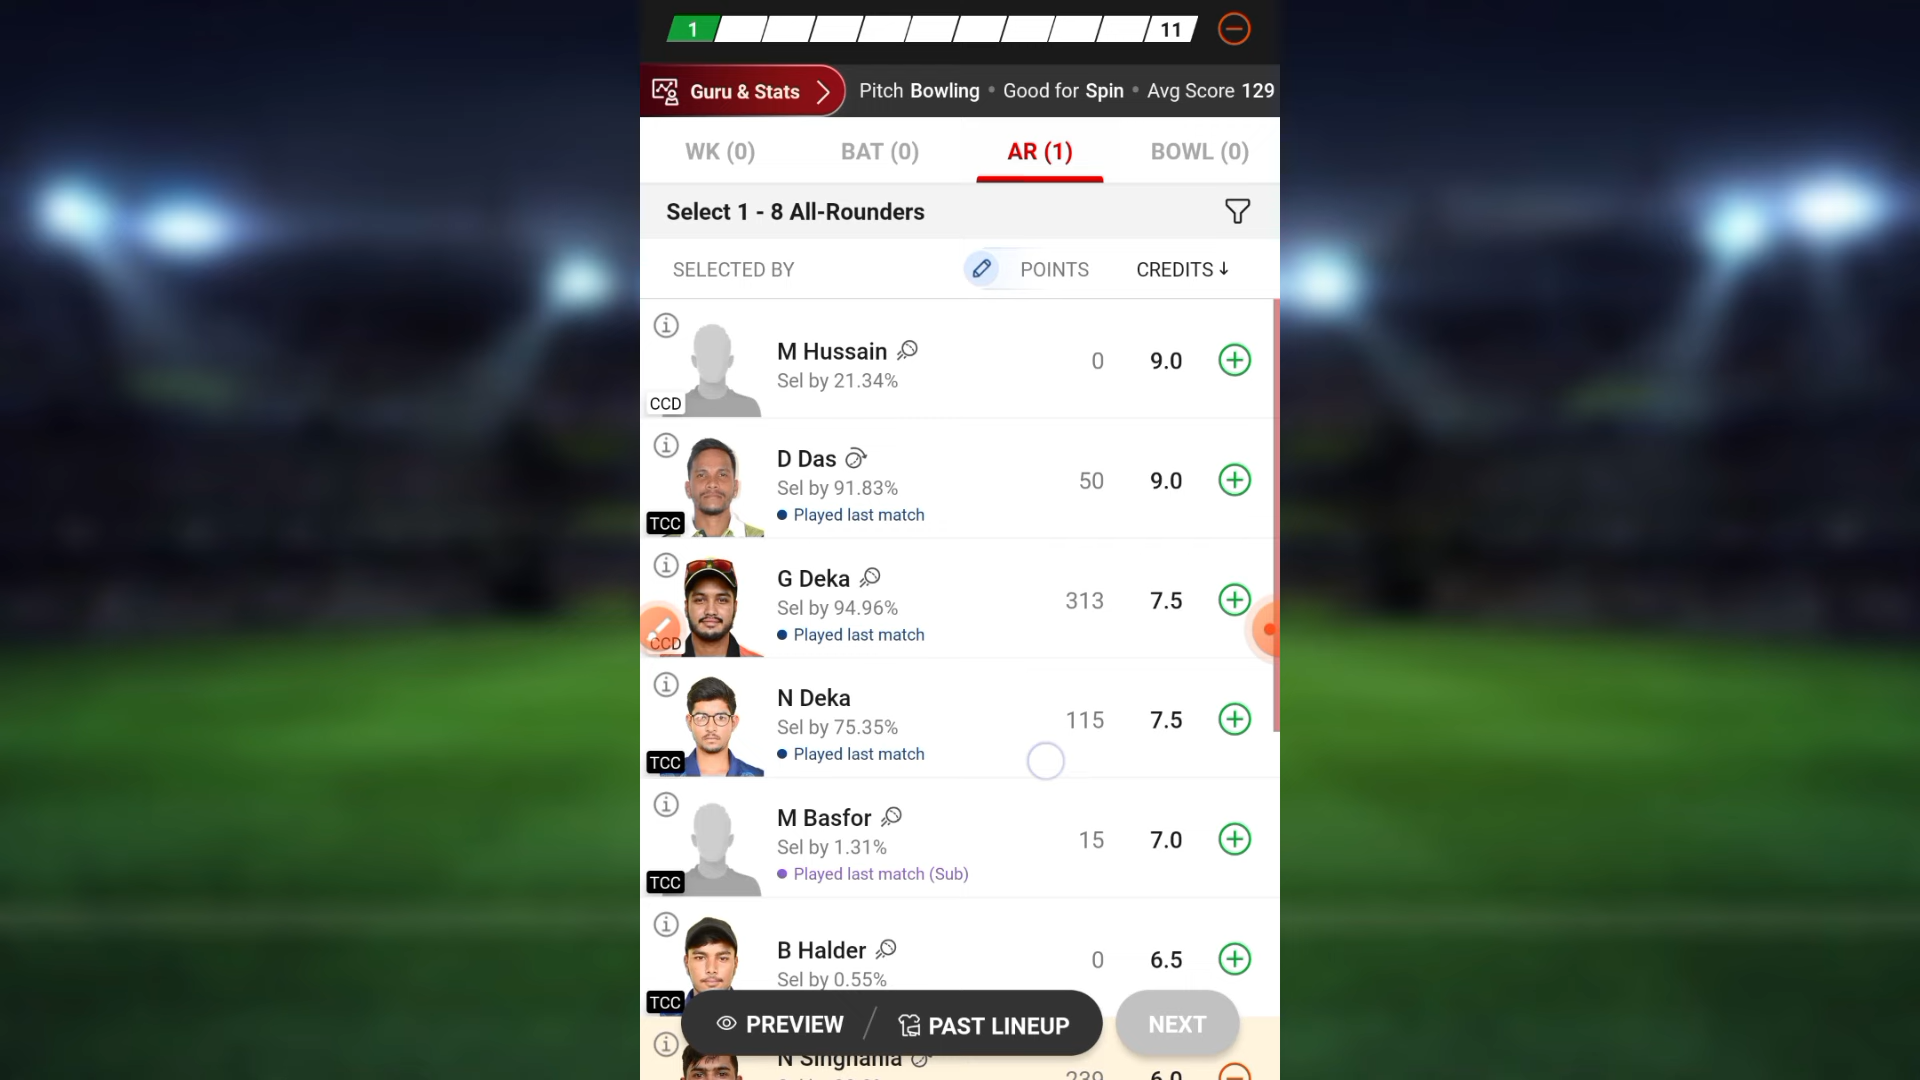 1 11
Guru & Stats Pitch Bowling • Good for Spin • Avg Score 129
WK (0) BAT (0) AR (1) BOWL (0)
Select 1 - 8 All-Rounders
SELECTED BY POINTS CREDITS ↓
M Hussain
Sel by 21.34%
0 9.0
CCD
D Das
Sel by 91.83%
Played last match
50 9.0
TCC
G Deka
Sel by 94.96%
Played last match
313 7.5
CCD
N Deka
Sel by 75.35%
Played last match
115 7.5
TCC
M Basfor
Sel by 1.31%
Played last match (Sub)
15 7.0
TCC
B Halder
Sel by 0.55%
0 6.5
TCC
PREVIEW / PAST LINEUP NEXT
N Singhania
239 6.0